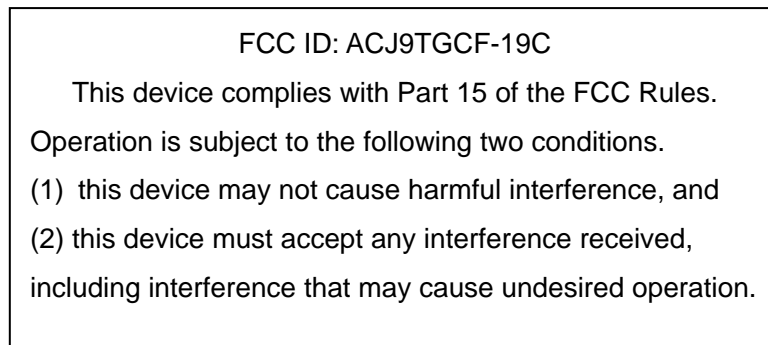 FCC ID: ACJ9TGCF-19C
This device complies with Part 15 of the FCC Rules.
Operation is subject to the following two conditions.
(1) this device may not cause harmful interference, and
(2) this device must accept any interference received,
including interference that may cause undesired operation.